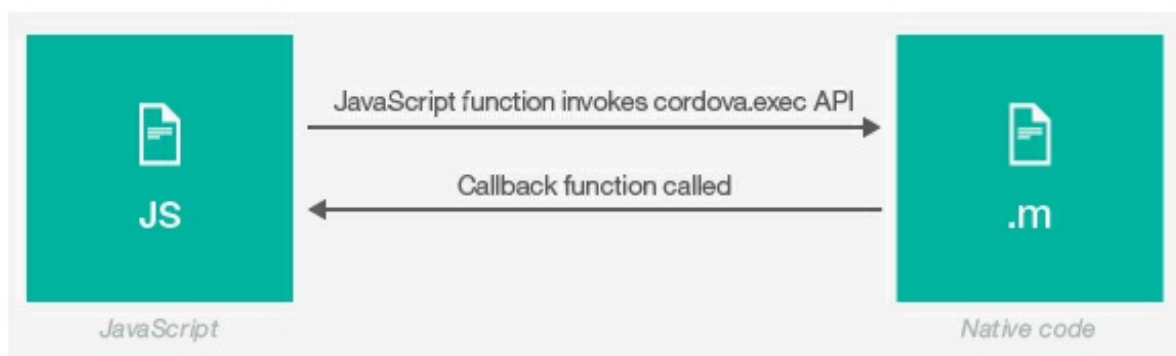 JavaScript function invokes cordova.exec API
Callback function called
JS
.m
JavaScript
Native code